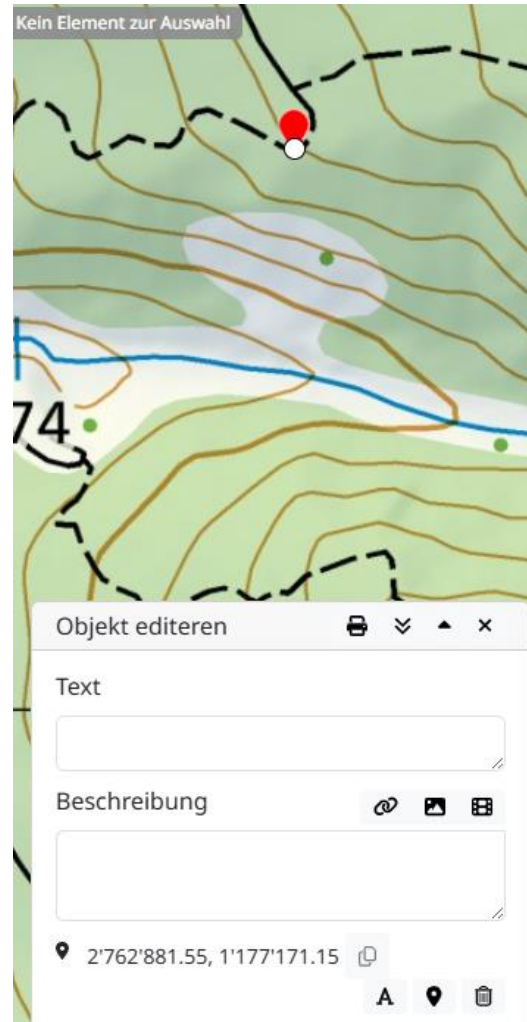 Kein Element zur Auswahl
74
Objekt editeren
Text
Beschreibung
2'762'881.55, 1'177'171.15
A